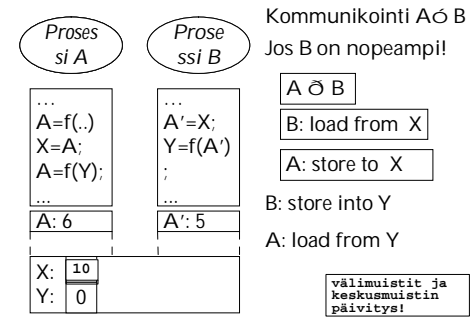 Kommunikointi Aó B
Jos B on nopeampi!
Proses
si A
Prose
ssi B
...
A=f(..)
X=A;
A=f(Y);
...
A: 6
...
A'=X;
Y=f(A')
;
...
A': 5
X: 10
Y: 0
A ð B
B: load from X
A: store to X
B: store into Y
A: load from Y
välimuistit ja
keskusmuistin
päivitys!